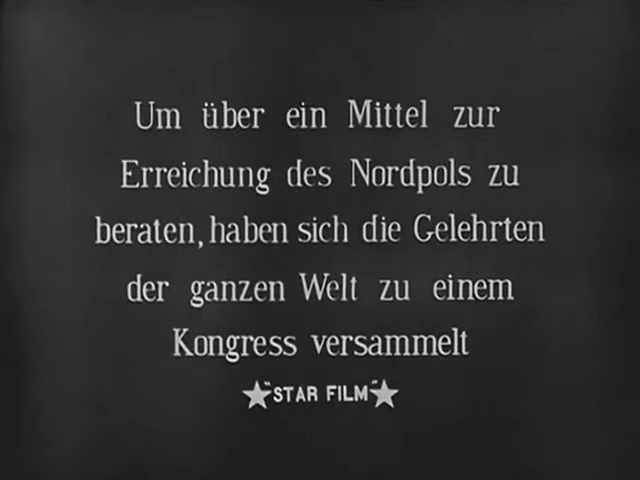 Um über ein Mittel zur
Erreichung des Nordpols zu
beraten, haben sich die Gelehrten
der ganzen Welt zu einem
Kongress versammelt
"STAR FILM"